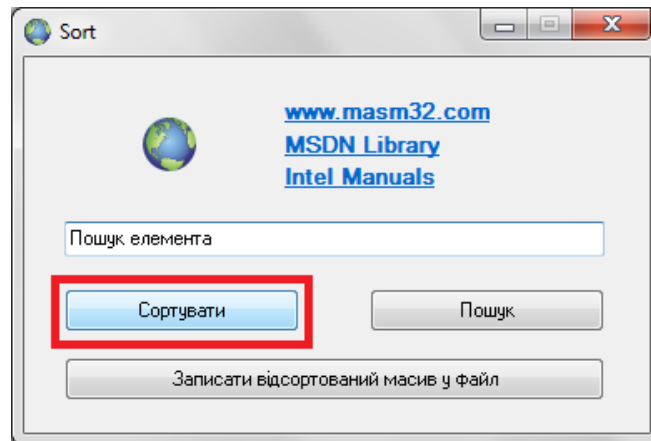 Sort
www.masm32.com
MSDN Library
Intel Manuals
Пошук елемента
Сортувати
Пошук
Записати відсортований масив у файл